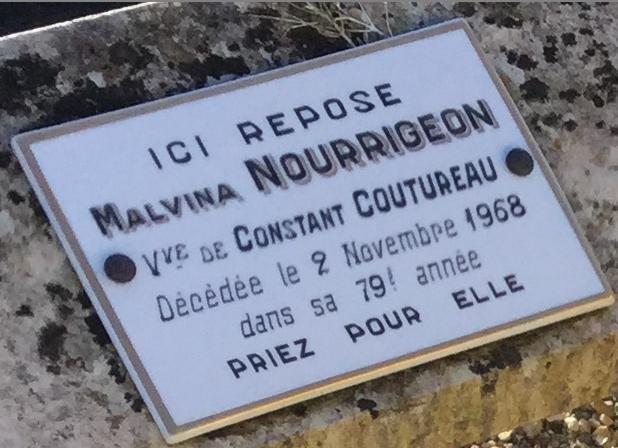 ICI REPOSE
MALVINA NOURRIGEON
Vve DE CONSTANT COUTUREAU
Dècèdée le 2 Novembre 1968
dans sa 79e année
PRIEZ POUR ELLE